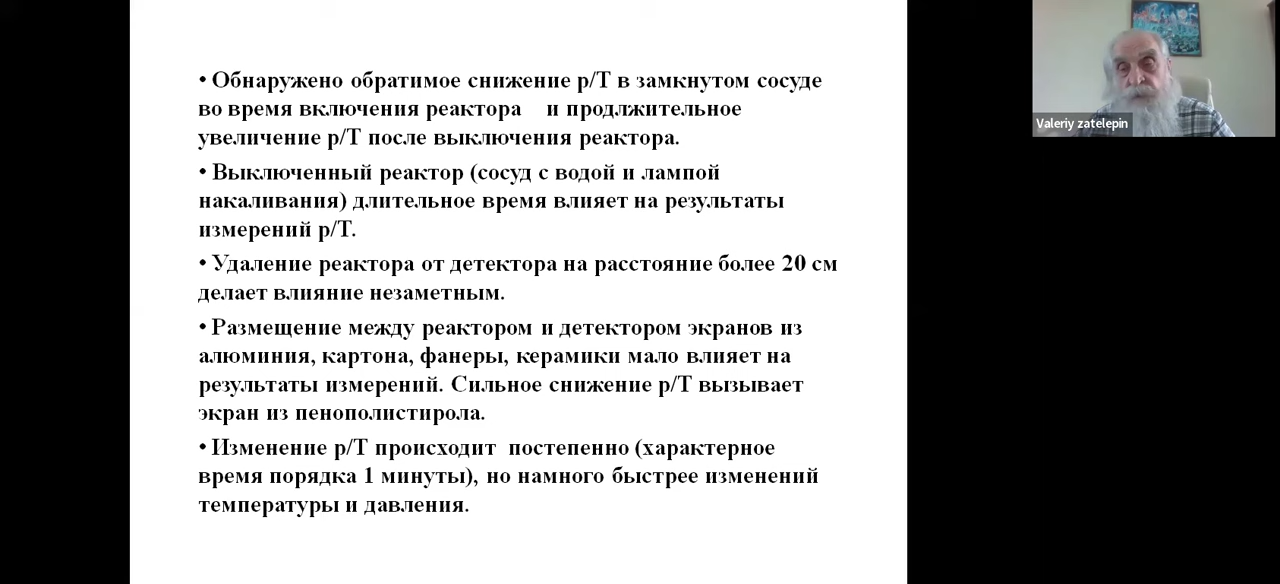 • Обнаружено обратимое снижение р/Т в замкнутом сосуде
во время включения реактора и продлжительное
увеличение р/Т после выключения реактора.
• Выключенный реактор (сосуд с водой и лампой
накаливания) длительное время влияет на результаты
измерений р/Т.
• Удаление реактора от детектора на расстояние более 20 см
делает влияние незаметным.
• Размещение между реактором и детектором экранов из
алюминия, картона, фанеры, керамики мало влияет на
результаты измерений. Сильное снижение р/Т вызывает
экран из пенополистирола.
• Изменение р/Т происходит постепенно (характерное
время порядка 1 минуты), но намного быстрее изменений
температуры и давления.
Valeriy zatelepin